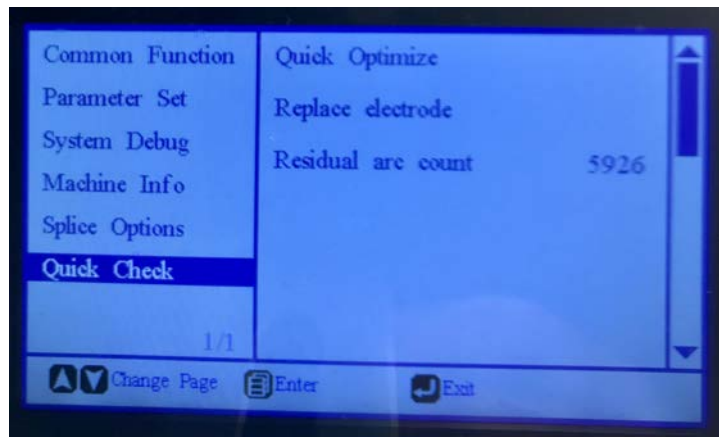 Common Function
Parameter Set
System Debug
Machine Info
Splice Options
Quick Check
1/1
Quick Optimize
Replace electrode
Residual arc count 5926
Change Page Enter Exit